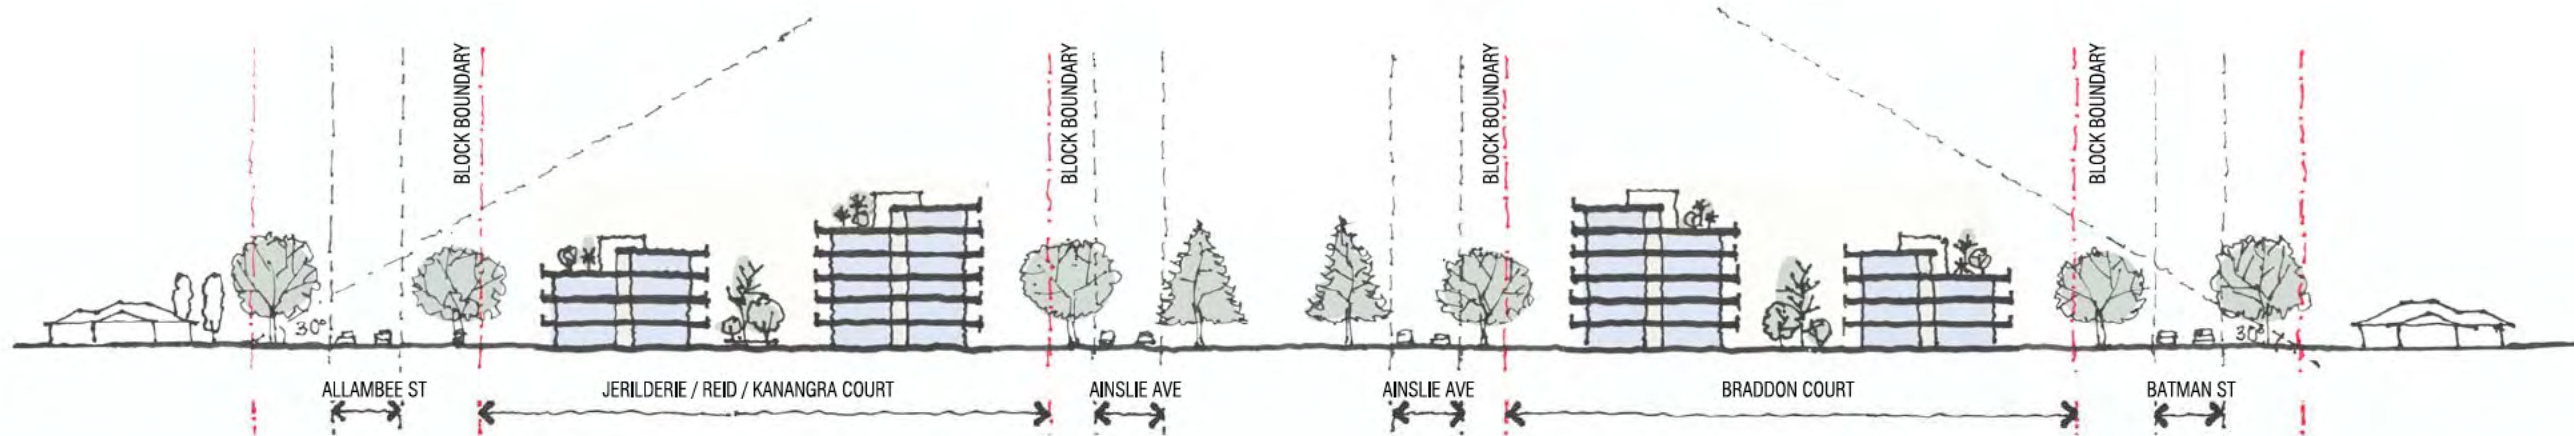 BLOCK BOUNDARY
BLOCK BOUNDARY
BLOCK BOUNDARY
BLOCK BOUNDARY
30°
30°
ALLAMBEE ST
JERILDERIE / REID / KANANGRA COURT
AINSLIE AVE
AINSLIE AVE
BRADDON COURT
BATMAN ST